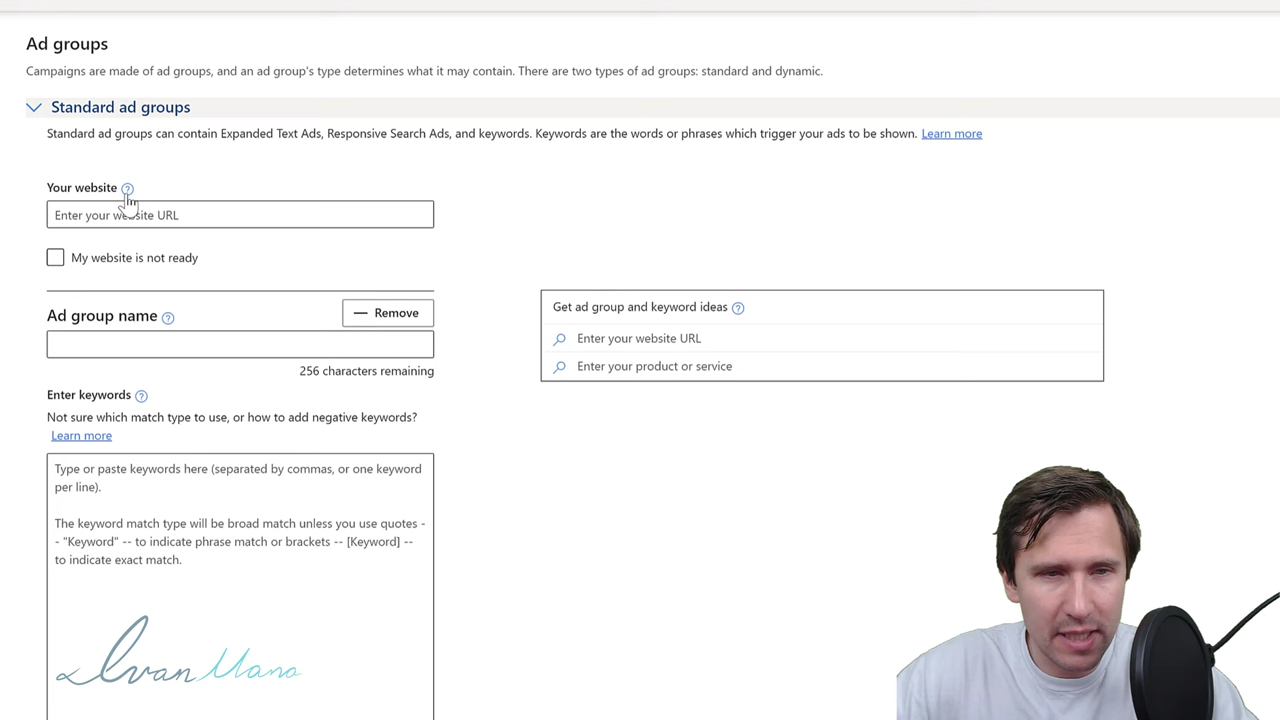 Ad groups
Campaigns are made of ad groups, and an ad group's type determines what it may contain. There are two types of ad groups: standard and dynamic.
Standard ad groups
Standard ad groups can contain Expanded Text Ads, Responsive Search Ads, and keywords. Keywords are the words or phrases which trigger your ads to be shown. Learn more
Your website ?
Enter your website URL
My website is not ready
Ad group name ?
— Remove
256 characters remaining
Enter keywords ?
Not sure which match type to use, or how to add negative keywords?
Learn more
Type or paste keywords here (separated by commas, or one keyword
per line).
The keyword match type will be broad match unless you use quotes -
- "Keyword" -- to indicate phrase match or brackets -- [Keyword] --
to indicate exact match.
Ivan Mana
Get ad group and keyword ideas ?
Enter your website URL
Enter your product or service